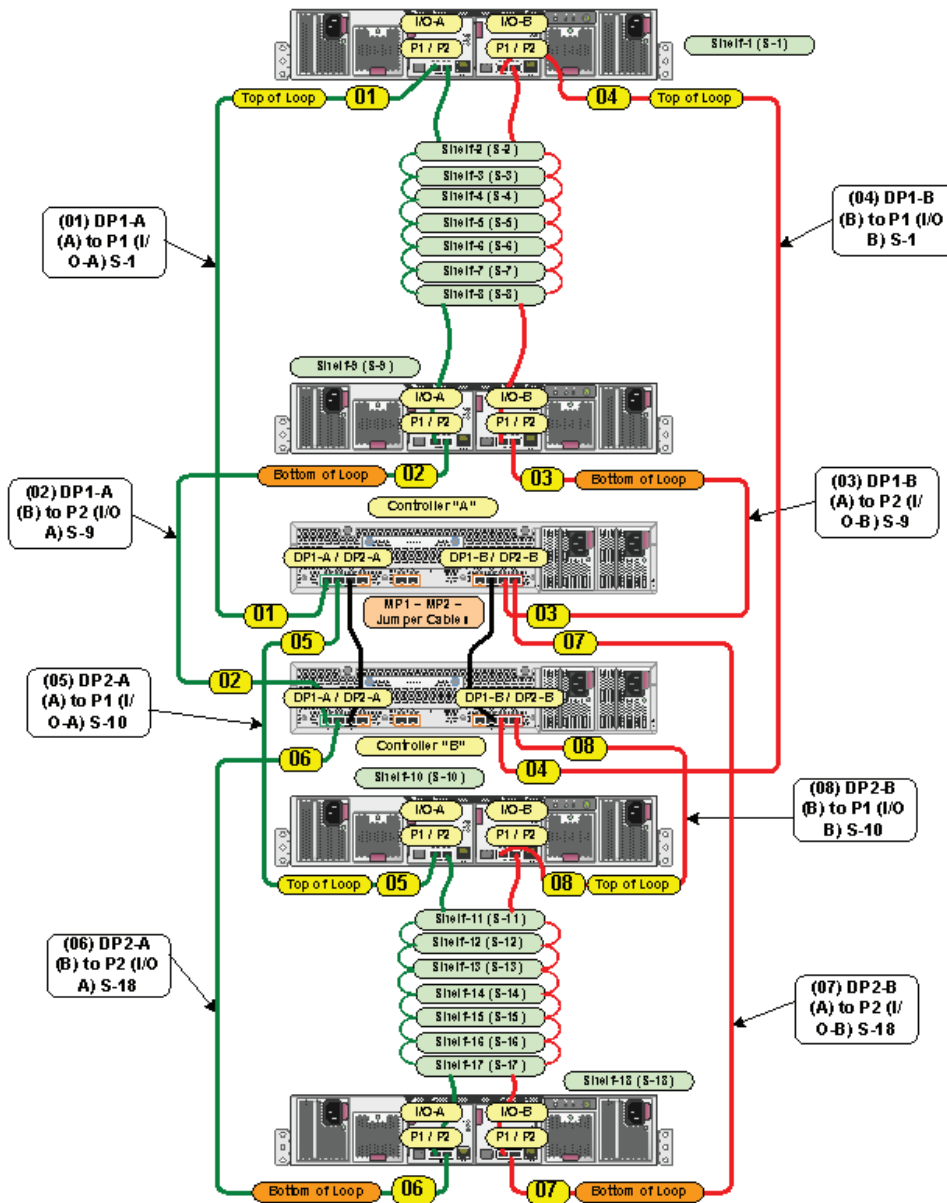 I/O-A
I/O-B
P1 / P2
P1 / P2
Shelf-1 (S-1)
Top of Loop
01
04
Top of Loop
Shelf-2 (S-2)
Shelf-3 (S-3)
Shelf-4 (S-4)
Shelf-5 (S-5)
Shelf-6 (S-6)
Shelf-7 (S-7)
Shelf-8 (S-8)
(01) DP1-A
(A) to P1 (I/
O-A) S-1
(04) DP1-B
(B) to P1 (I/O
B) S-1
Shelf-9 (S-9)
I/O-A
I/O-B
P1 / P2
P1 / P2
Bottom of Loop
02
03
Bottom of Loop
(02) DP1-A
(B) to P2 (I/O
A) S-9
(03) DP1-B
(A) to P2 (I/
O-B) S-9
Controller "A"
DP1-A / DP2-A
DP1-B / DP2-B
MP1 – MP2 –
Jumper Cables
01
03
05
07
(05) DP2-A
(A) to P1 (I/
O-A) S-10
02
DP1-A / DP2-A
DP1-B / DP2-B
06
Controller "B"
08
04
Shelf-10 (S-10)
(08) DP2-B
(B) to P1 (I/O
B) S-10
I/O-A
I/O-B
P1 / P2
P1 / P2
Top of Loop
05
08
Top of Loop
Shelf-11 (S-11)
Shelf-12 (S-12)
Shelf-13 (S-13)
Shelf-14 (S-14)
Shelf-15 (S-15)
Shelf-16 (S-16)
Shelf-17 (S-17)
(06) DP2-A
(B) to P2 (I/O
A) S-18
(07) DP2-B
(A) to P2 (I/
O-B) S-18
Shelf-18 (S-18)
I/O-A
I/O-B
P1 / P2
P1 / P2
Bottom of Loop
06
07
Bottom of Loop